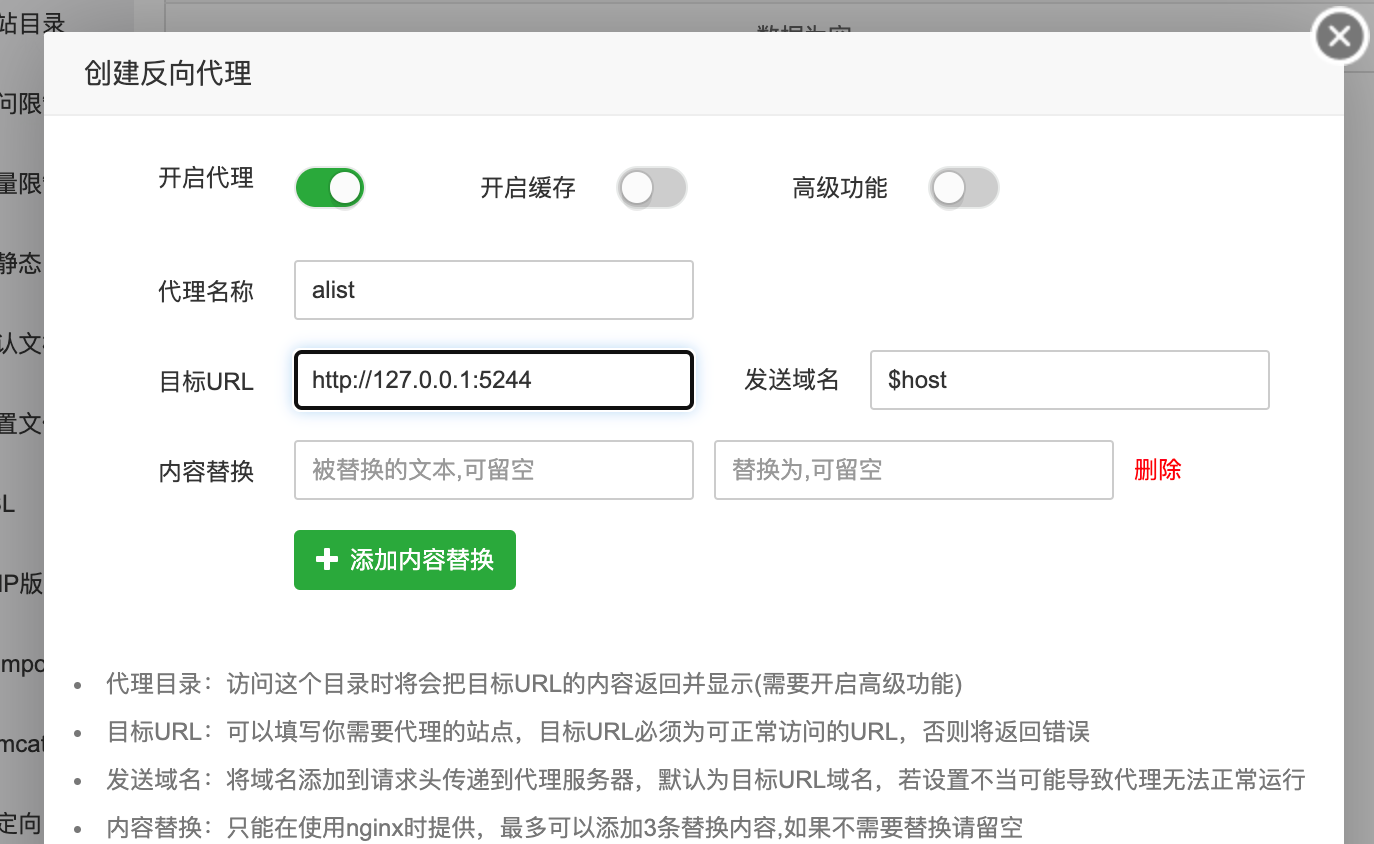 站目录
创建反向代理
开启代理
开启缓存
高级功能
代理名称
alist
目标URL
http://127.0.0.1:5244
发送域名
$host
内容替换
被替换的文本,可留空
替换为,可留空
删除
添加内容替换
代理目录：访问这个目录时将会把目标URL的内容返回并显示(需要开启高级功能)
目标URL：可以填写你需要代理的站点，目标URL必须为可正常访问的URL，否则将返回错误
发送域名：将域名添加到请求头传递到代理服务器，默认为目标URL域名，若设置不当可能导致代理无法正常运行
内容替换：只能在使用nginx时提供，最多可以添加3条替换内容,如果不需要替换请留空
问限
量限
静态
认文
置文
L
IP版
mpo
mcat
定向